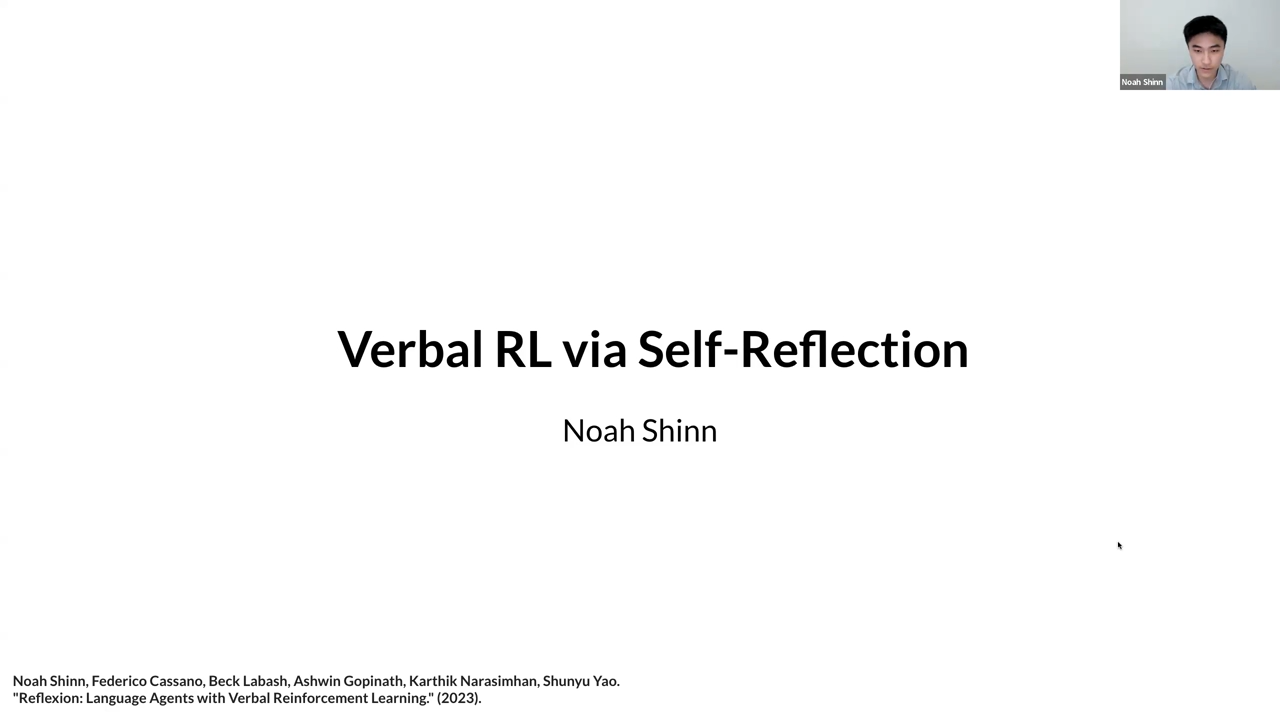 Noah Shinn
Verbal RL via Self-Reflection
Noah Shinn
Noah Shinn, Federico Cassano, Beck Labash, Ashwin Gopinath, Karthik Narasimhan, Shunyu Yao.
"Reflexion: Language Agents with Verbal Reinforcement Learning." (2023).